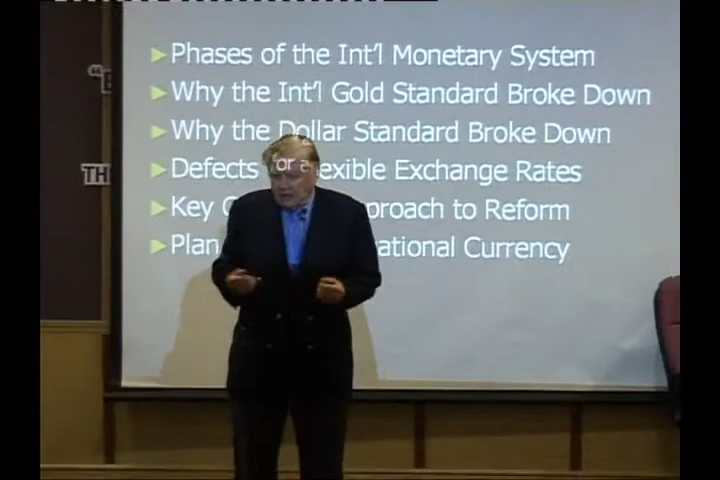 Phases of the Int'l Monetary System
Why the Int'l Gold Standard Broke Down
Why the Dollar Standard Broke Down
Defects for a lexible Exchange Rates
Key proach to Reform
Plan ational Currency
TH